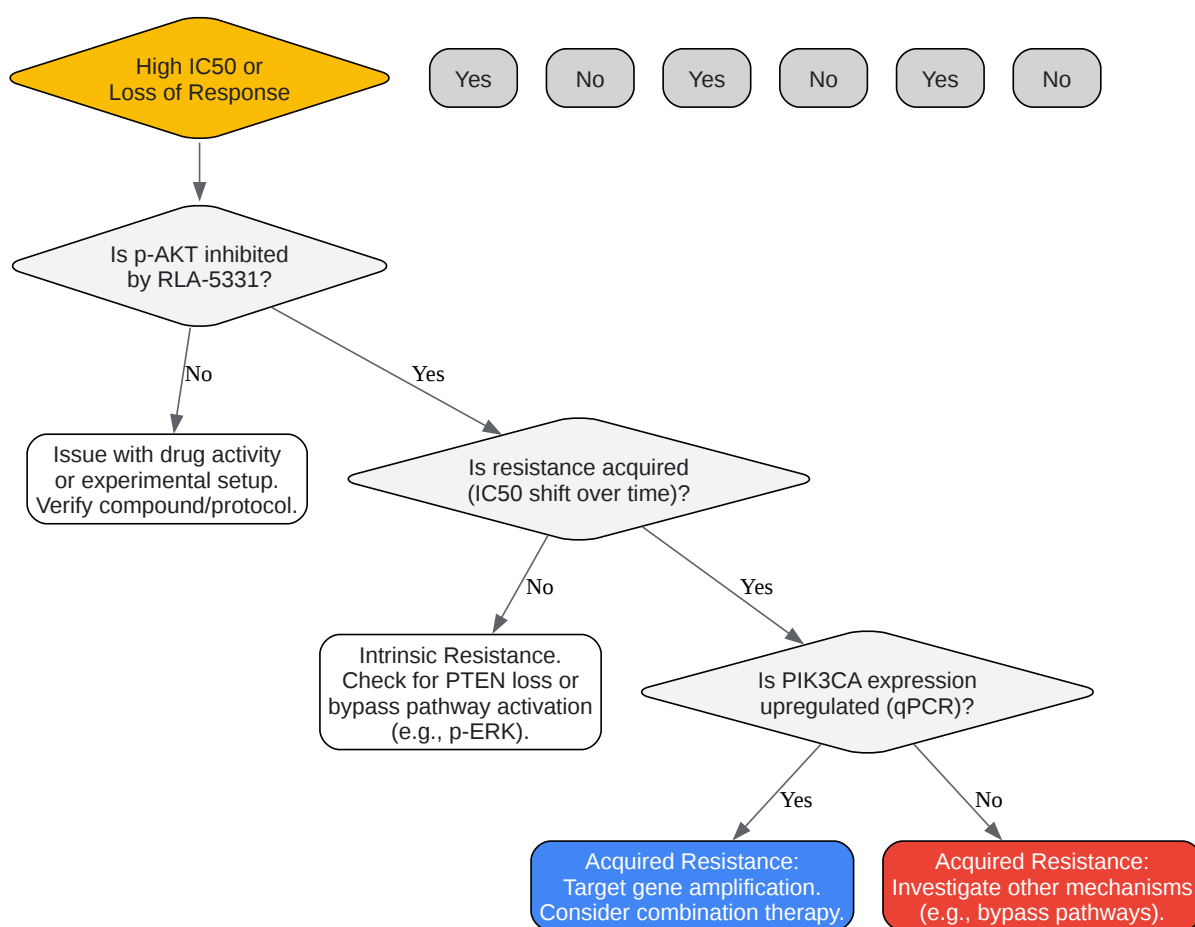 High IC50 or
Loss of Response
Yes
No
Yes
No
Yes
No
Is p-AKT inhibited
by RLA-5331?
No
Yes
Issue with drug activity
or experimental setup.
Verify compound/protocol.
Is resistance acquired
(IC50 shift over time)?
No
Yes
Intrinsic Resistance.
Check for PTEN loss or
bypass pathway activation
(e.g., p-ERK).
Is PIK3CA expression
upregulated (qPCR)?
Yes
No
Acquired Resistance:
Target gene amplification.
Consider combination therapy.
Acquired Resistance:
Investigate other mechanisms
(e.g., bypass pathways).